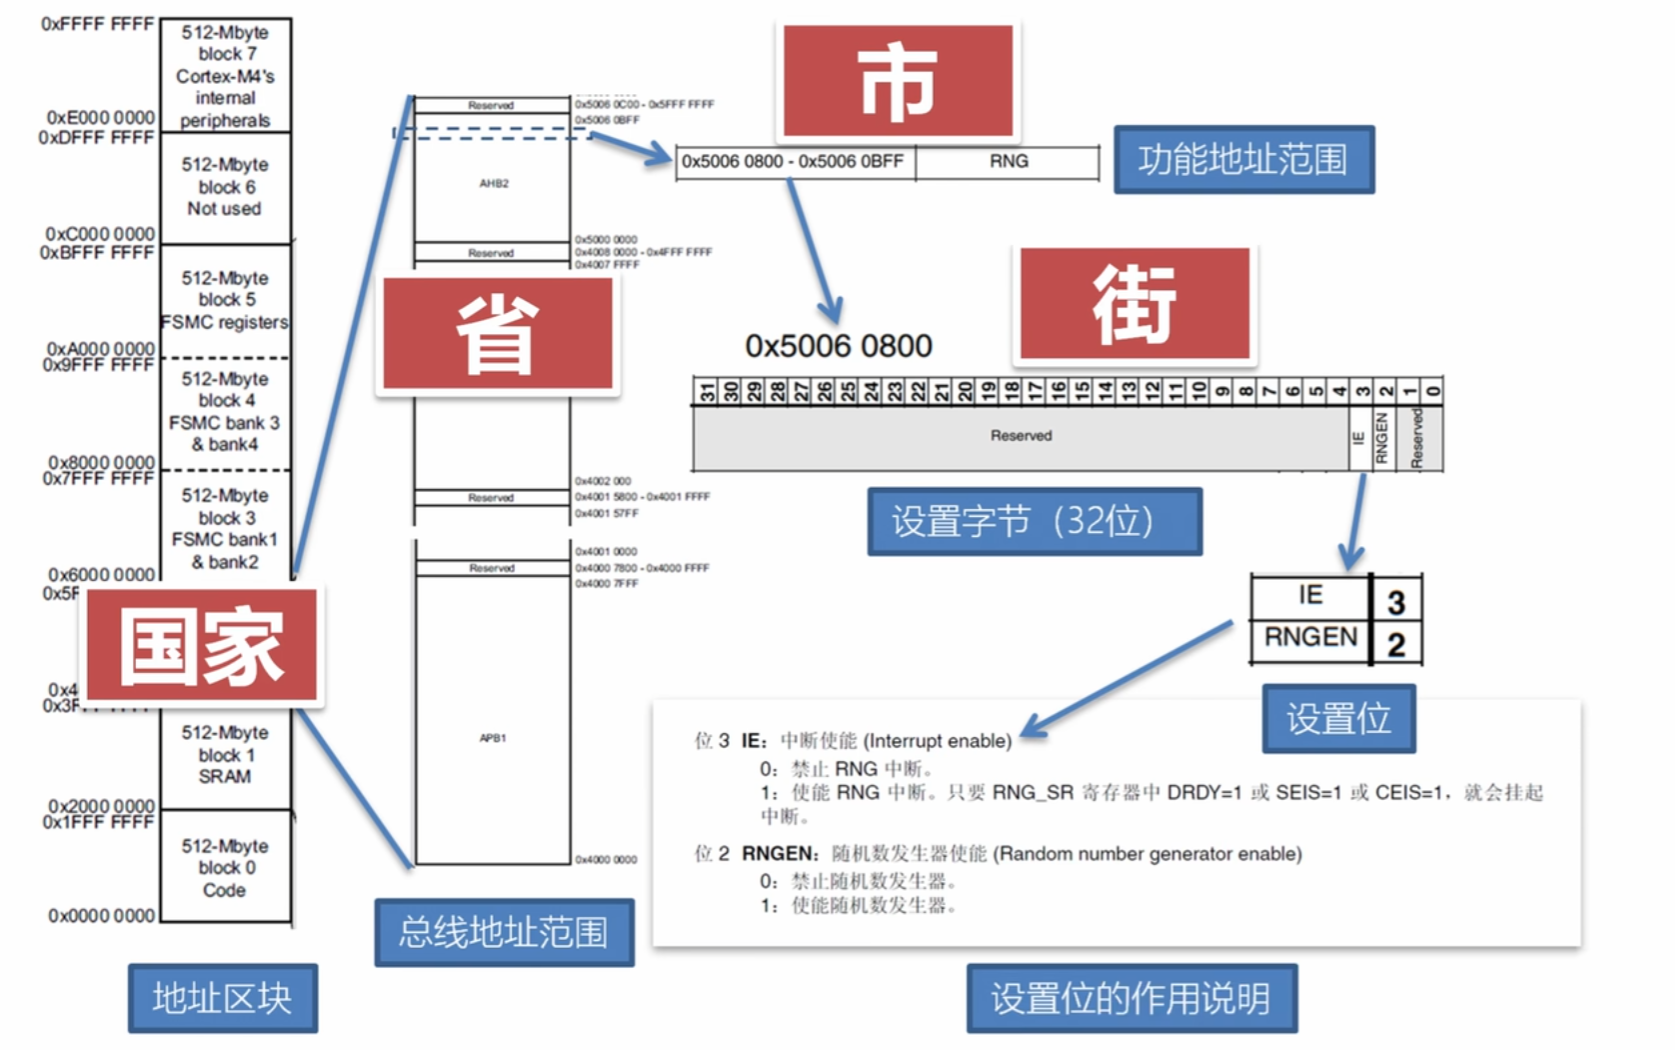 0xFFFF FFFF
512-Mbyte
block 7
Cortex-M4's
internal
peripherals
0xE000 0000
0xDFFF FFFF
512-Mbyte
block 6
Not used
0xC000 0000
0xBFFF FFFF
512-Mbyte
block 5
FSMC registers
0xA000 0000
0x9FFF FFFF
512-Mbyte
block 4
FSMC bank 3
& bank4
0x8000 0000
0x7FFF FFFF
512-Mbyte
block 3
FSMC bank1
& bank2
0x6000 0000
0x5F
国家
0x4
0x3F
512-Mbyte
block 1
SRAM
0x2000 0000
0x1FFF FFFF
512-Mbyte
block 0
Code
0x0000 0000
地址区块
Reserved
0x5006 0C00 - 0x5FFF FFFF
0x5006 0BFF
AHB2
0x5000 0000
Reserved
0x4008 0000 - 0x4FFF FFFF
0x4007 FFFF
省
0x4002 000
Reserved
0x4001 5800 - 0x4001 FFFF
0x4001 57FF
0x4001 0000
Reserved
0x4000 7800 - 0x4000 FFFF
0x4000 7FFF
APB1
0x4000 0000
总线地址范围
市
0x5006 0800 - 0x5006 0BFF RNG
功能地址范围
街
0x5006 0800
31 30 29 28 27 26 25 24 23 22 21 20 19 18 17 16 15 14 13 12 11 10 9 8 7 6 5 4 3 2 1 0
Reserved IE RNGEN Reserved
设置字节（32位）
IE 3
RNGEN 2
设置位
位 3 IE：中断使能 (Interrupt enable)
0：禁止 RNG 中断。
1：使能 RNG 中断。只要 RNG_SR 寄存器中 DRDY=1 或 SEIS=1 或 CEIS=1，就会挂起
中断。
位 2 RNGEN：随机数发生器使能 (Random number generator enable)
0：禁止随机数发生器。
1：使能随机数发生器。
设置位的作用说明